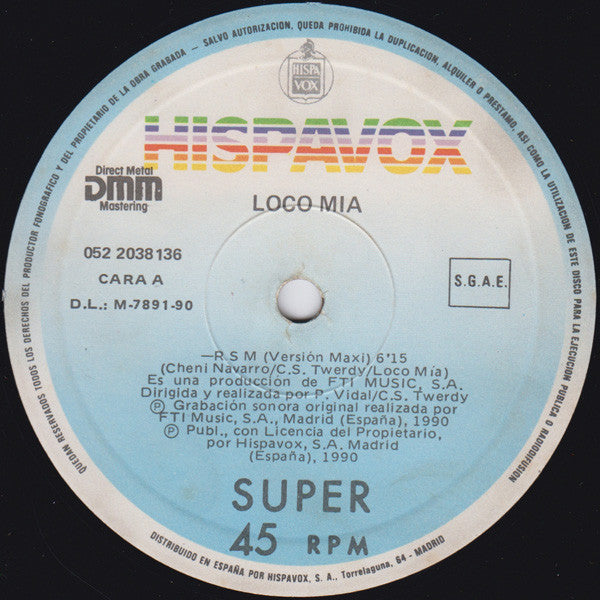 QUEDAN RESERVADOS TODOS LOS DERECHOS DEL PRODUCTOR FONOGRAFICO Y DEL PROPIETARIO DE LA OBRA GRABADA - SALVO AUTORIZACION, QUEDA PROHIBIDA LA DUPLICACION, ALQUILER O PRESTAMO, ASI COMO LA UTILIZACION DE ESTE DISCO PARA LA EJECUCION PUBLICA O RADIODIFUSION
HISPA
VOX
HISPAVOX
Direct Metal
DMM
Mastering
LOCO MIA
052 2038136
CARA A
D.L.: M-7891-90
S.G.A.E.
—R S M (Versión Maxi) 6'15
(Cheni Navarro/C.S. Twerdy/Loco Mía)
Es una producción de FTI MUSIC, S.A.
Dirigida y realizada por P. Vidal/C.S. Twerdy
Ⓟ Grabación sonora original realizada por
FTI Music, S.A., Madrid (España), 1990
Ⓟ Publ., con Licencia del Propietario,
por Hispavox, S.A. Madrid
(España), 1990
SUPER
45 RPM
DISTRIBUIDO EN ESPAÑA POR HISPAVOX, S. A., Torrelaguna, 64 - MADRID